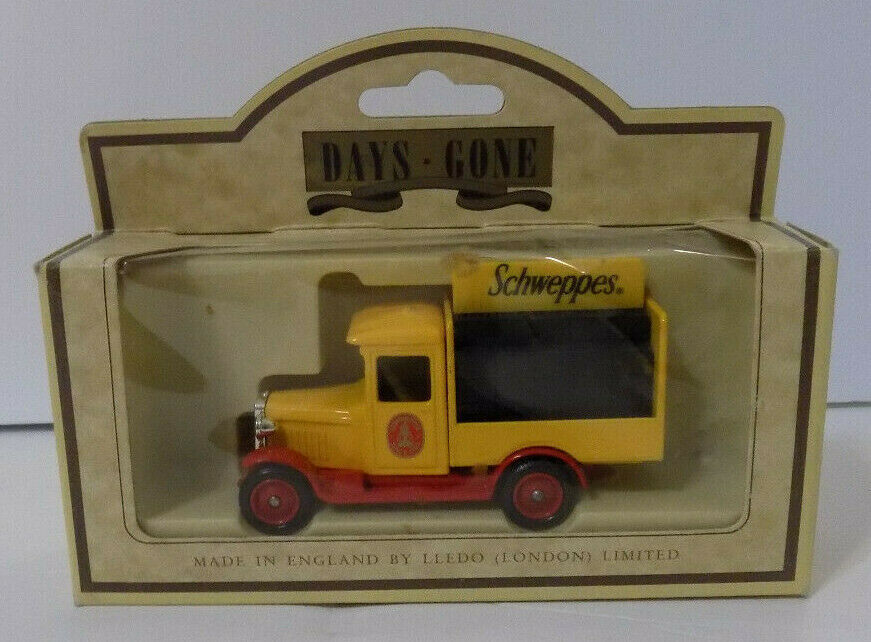 DAYS · GONE
Schweppes®
MADE IN ENGLAND BY LLEDO (LONDON) LIMITED